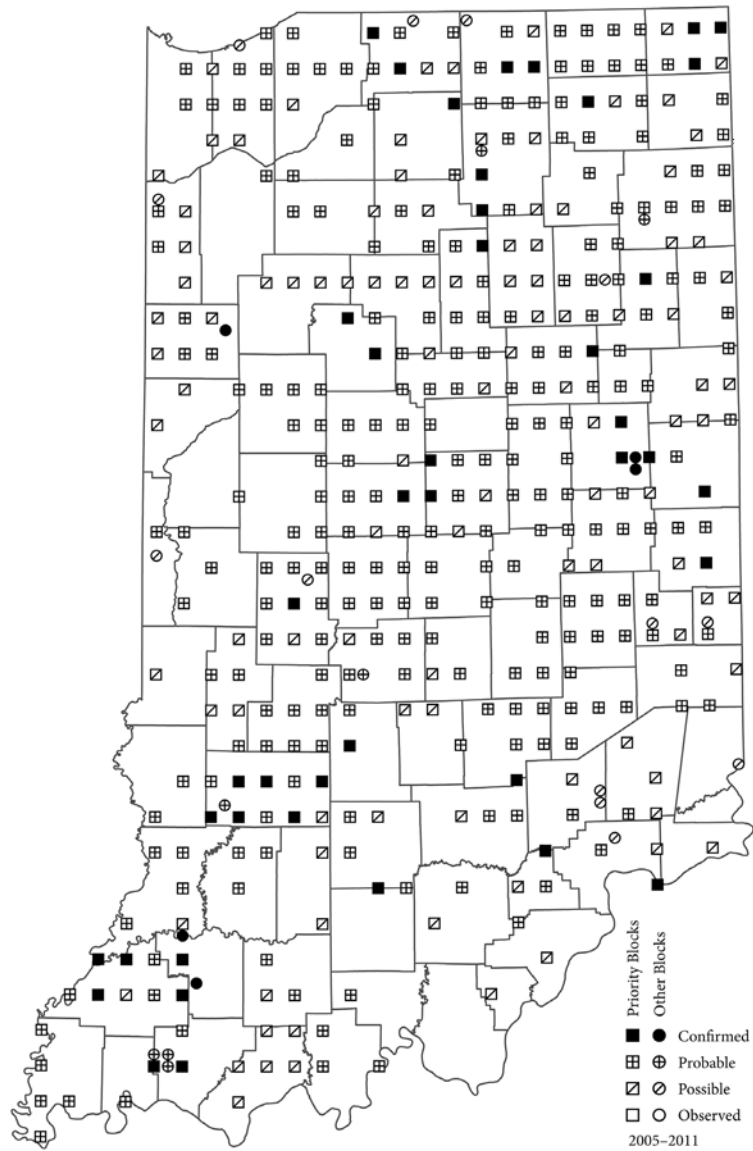 Priority Blocks
Other Blocks
Confirmed
Probable
Possible
Observed
2005–2011